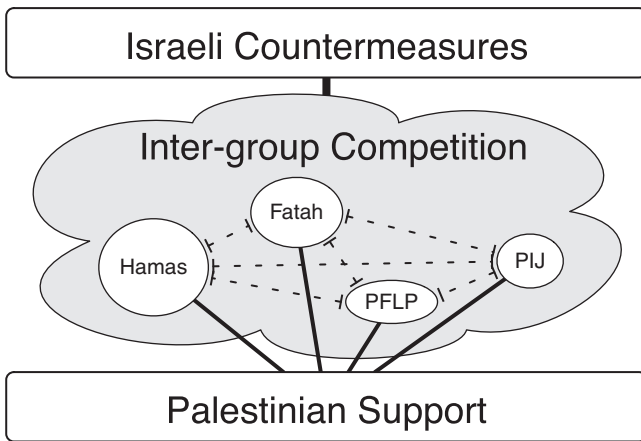 Israeli Countermeasures
Inter-group Competition
Fatah
Hamas
PIJ
PFLP
Palestinian Support